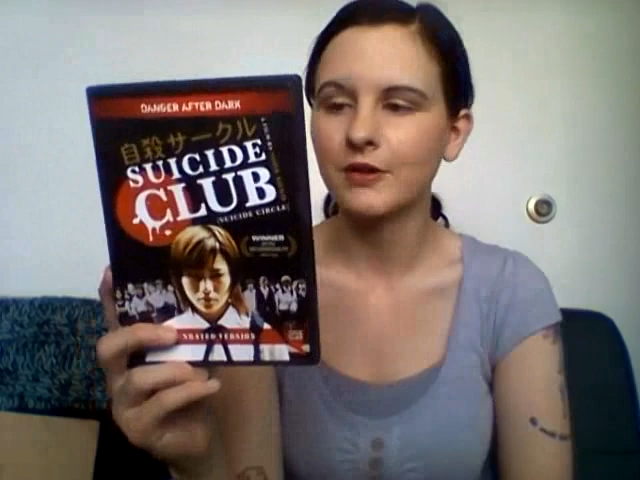 DANGER AFTER DARK
自殺サークル
SUICIDE
CLUB
(SUICIDE CIRCLE)
WINNER
UNRATED VERSION